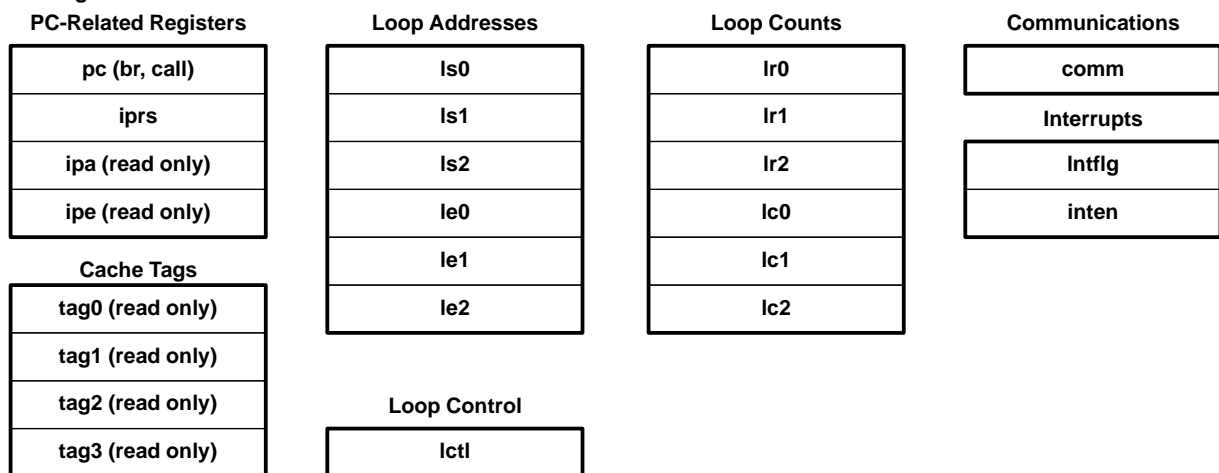 PC-Related Registers
pc (br, call)
iprs
ipa (read only)
ipe (read only)
Cache Tags
tag0 (read only)
tag1 (read only)
tag2 (read only)
tag3 (read only)
Loop Addresses
ls0
ls1
ls2
le0
le1
le2
Loop Control
lctl
Loop Counts
lr0
lr1
lr2
lc0
lc1
lc2
Communications
comm
Interrupts
Intflg
inten